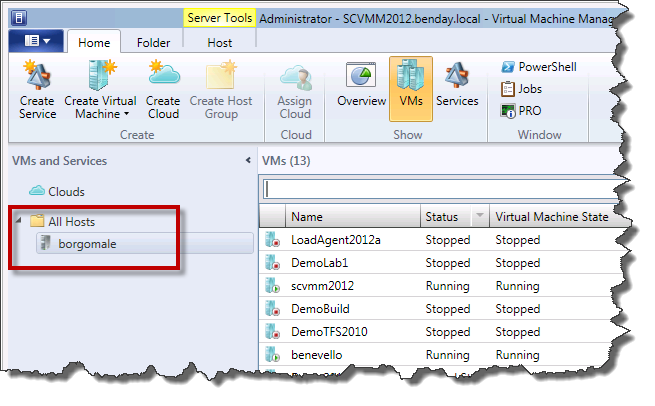 Server Tools
Administrator - SCVMM2012.benday.local - Virtual Machine Manag
Home Folder Host
Create Service
Create Virtual Machine
Create Cloud
Create Host Group
Assign Cloud
Overview
VMs
Services
PowerShell
Jobs
PRO
Create Cloud Show Window
VMs and Services
Clouds
All Hosts
borgomale
VMs (13)
Name Status Virtual Machine State
LoadAgent2012a Stopped Stopped
DemoLab1 Stopped Stopped
scvmm2012 Running Running
DemoBuild Stopped Stopped
DemoTFS2010 Stopped Stopped
benevello Running Running